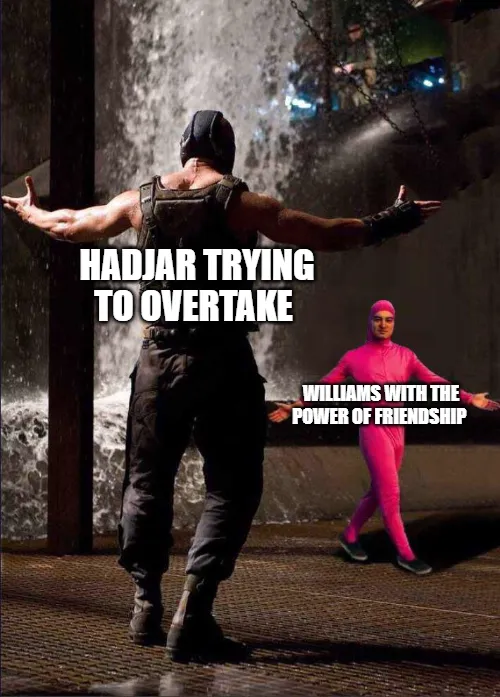 HADJAR TRYING
TO OVERTAKE
WILLIAMS WITH THE
POWER OF FRIENDSHIP